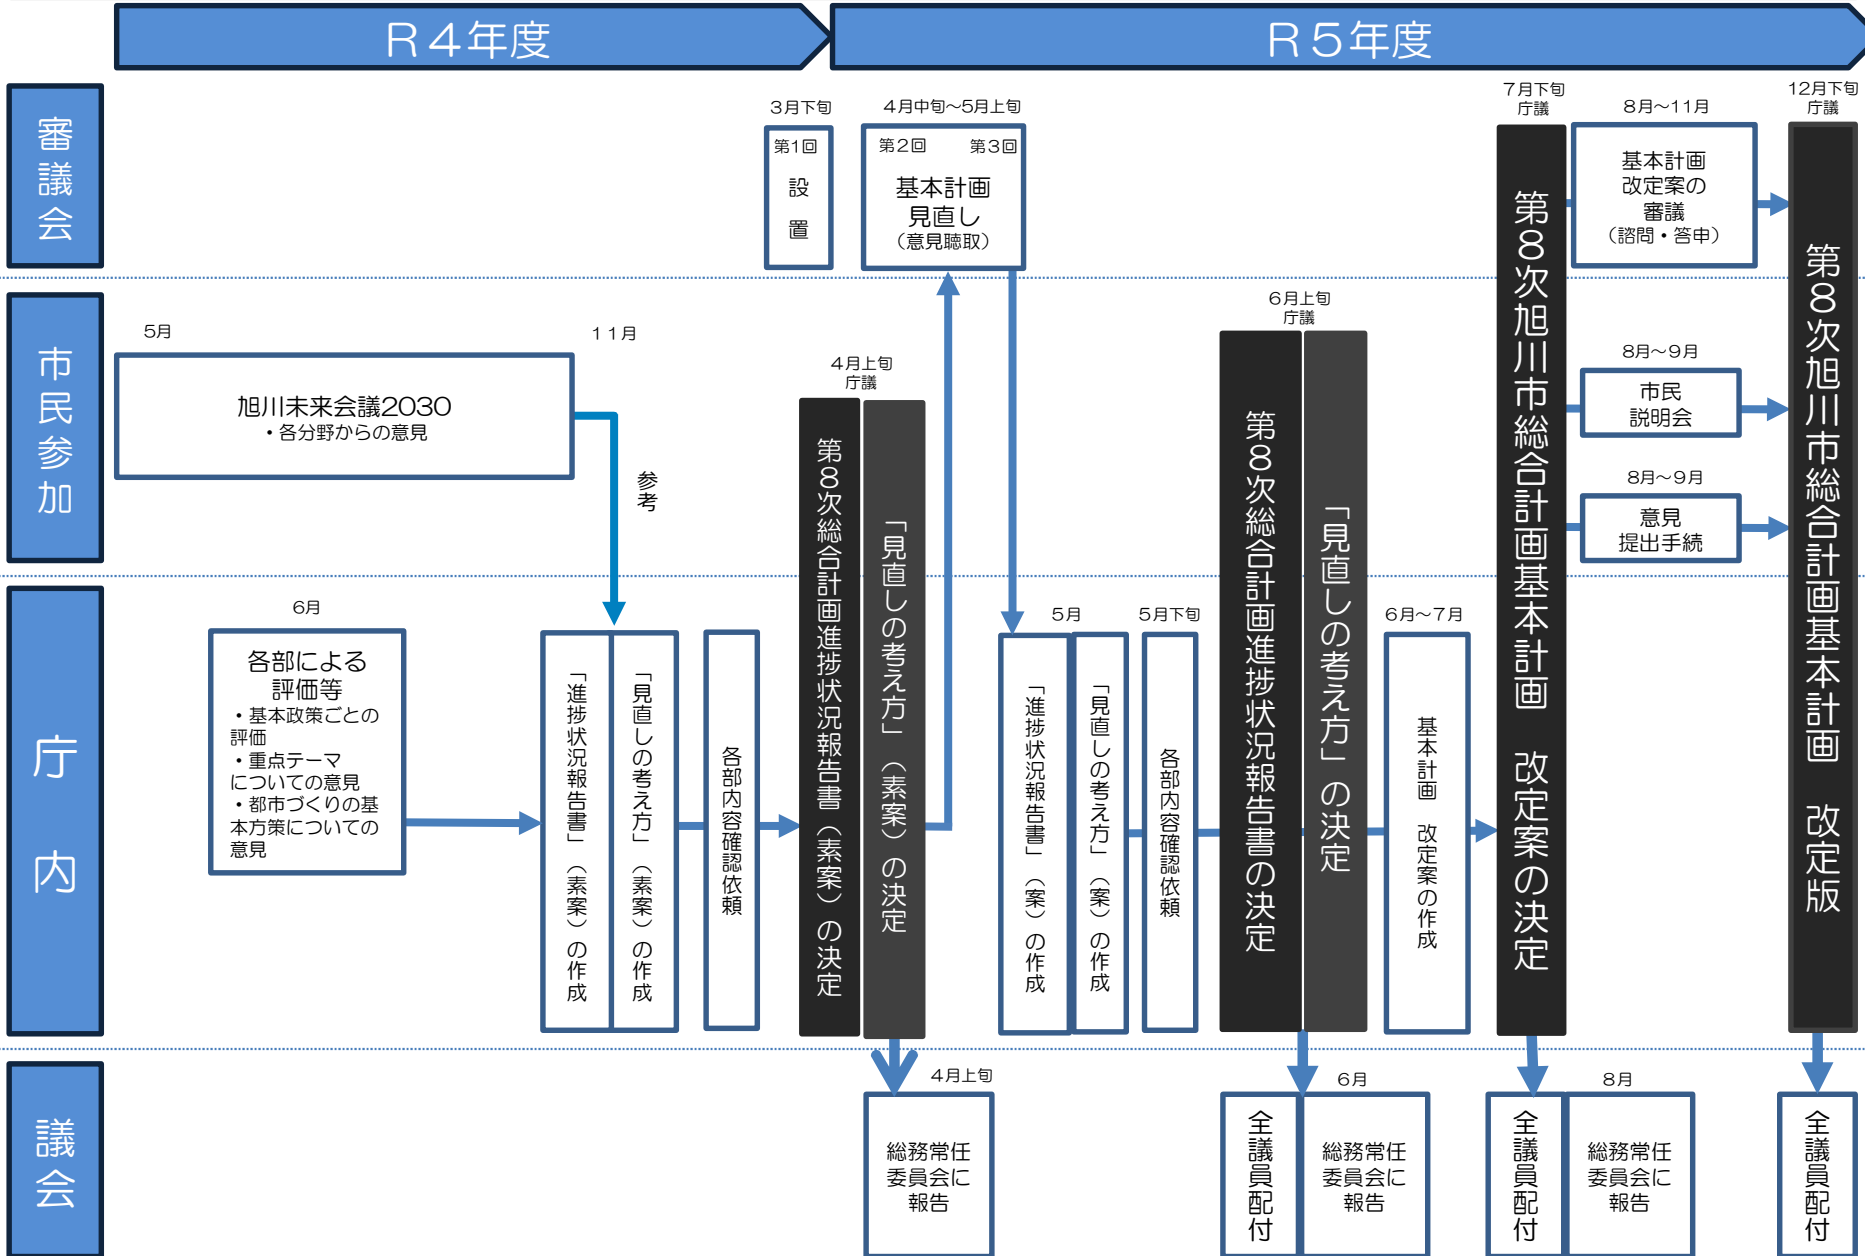 R4年度
R5年度
審議会
3月下旬
第1回
設
置
4月中旬～5月上旬
第2回　第3回
基本計画
見直し
（意見聴取）
7月下旬
庁議
第8次旭川市総合計画基本計画　改定案の決定
8月～11月
基本計画
改定案の
審議
（諮問・答申）
12月下旬
庁議
第8次旭川市総合計画基本計画　改定版
市民参加
5月
11月
旭川未来会議2030
・各分野からの意見
参考
4月上旬
庁議
第8次総合計画進捗状況報告書（素案）の決定
「見直しの考え方」（素案）の決定
6月上旬
庁議
第8次総合計画進捗状況報告書の決定
「見直しの考え方」の決定
8月～9月
市民
説明会
8月～9月
意見
提出手続
庁内
6月
各部による
評価等
・基本政策ごとの
評価
・重点テーマ
についての意見
・都市づくりの基
本方策についての
意見
「進捗状況報告書」（素案）の作成
「見直しの考え方」（素案）の作成
各部内容確認依頼
5月
「進捗状況報告書」（案）の作成
「見直しの考え方」（案）の作成
5月下旬
各部内容確認依頼
6月～7月
基本計画　改定案の作成
議会
4月上旬
総務常任
委員会に
報告
全議員配付
6月
総務常任
委員会に
報告
全議員配付
8月
総務常任
委員会に
報告
全議員配付